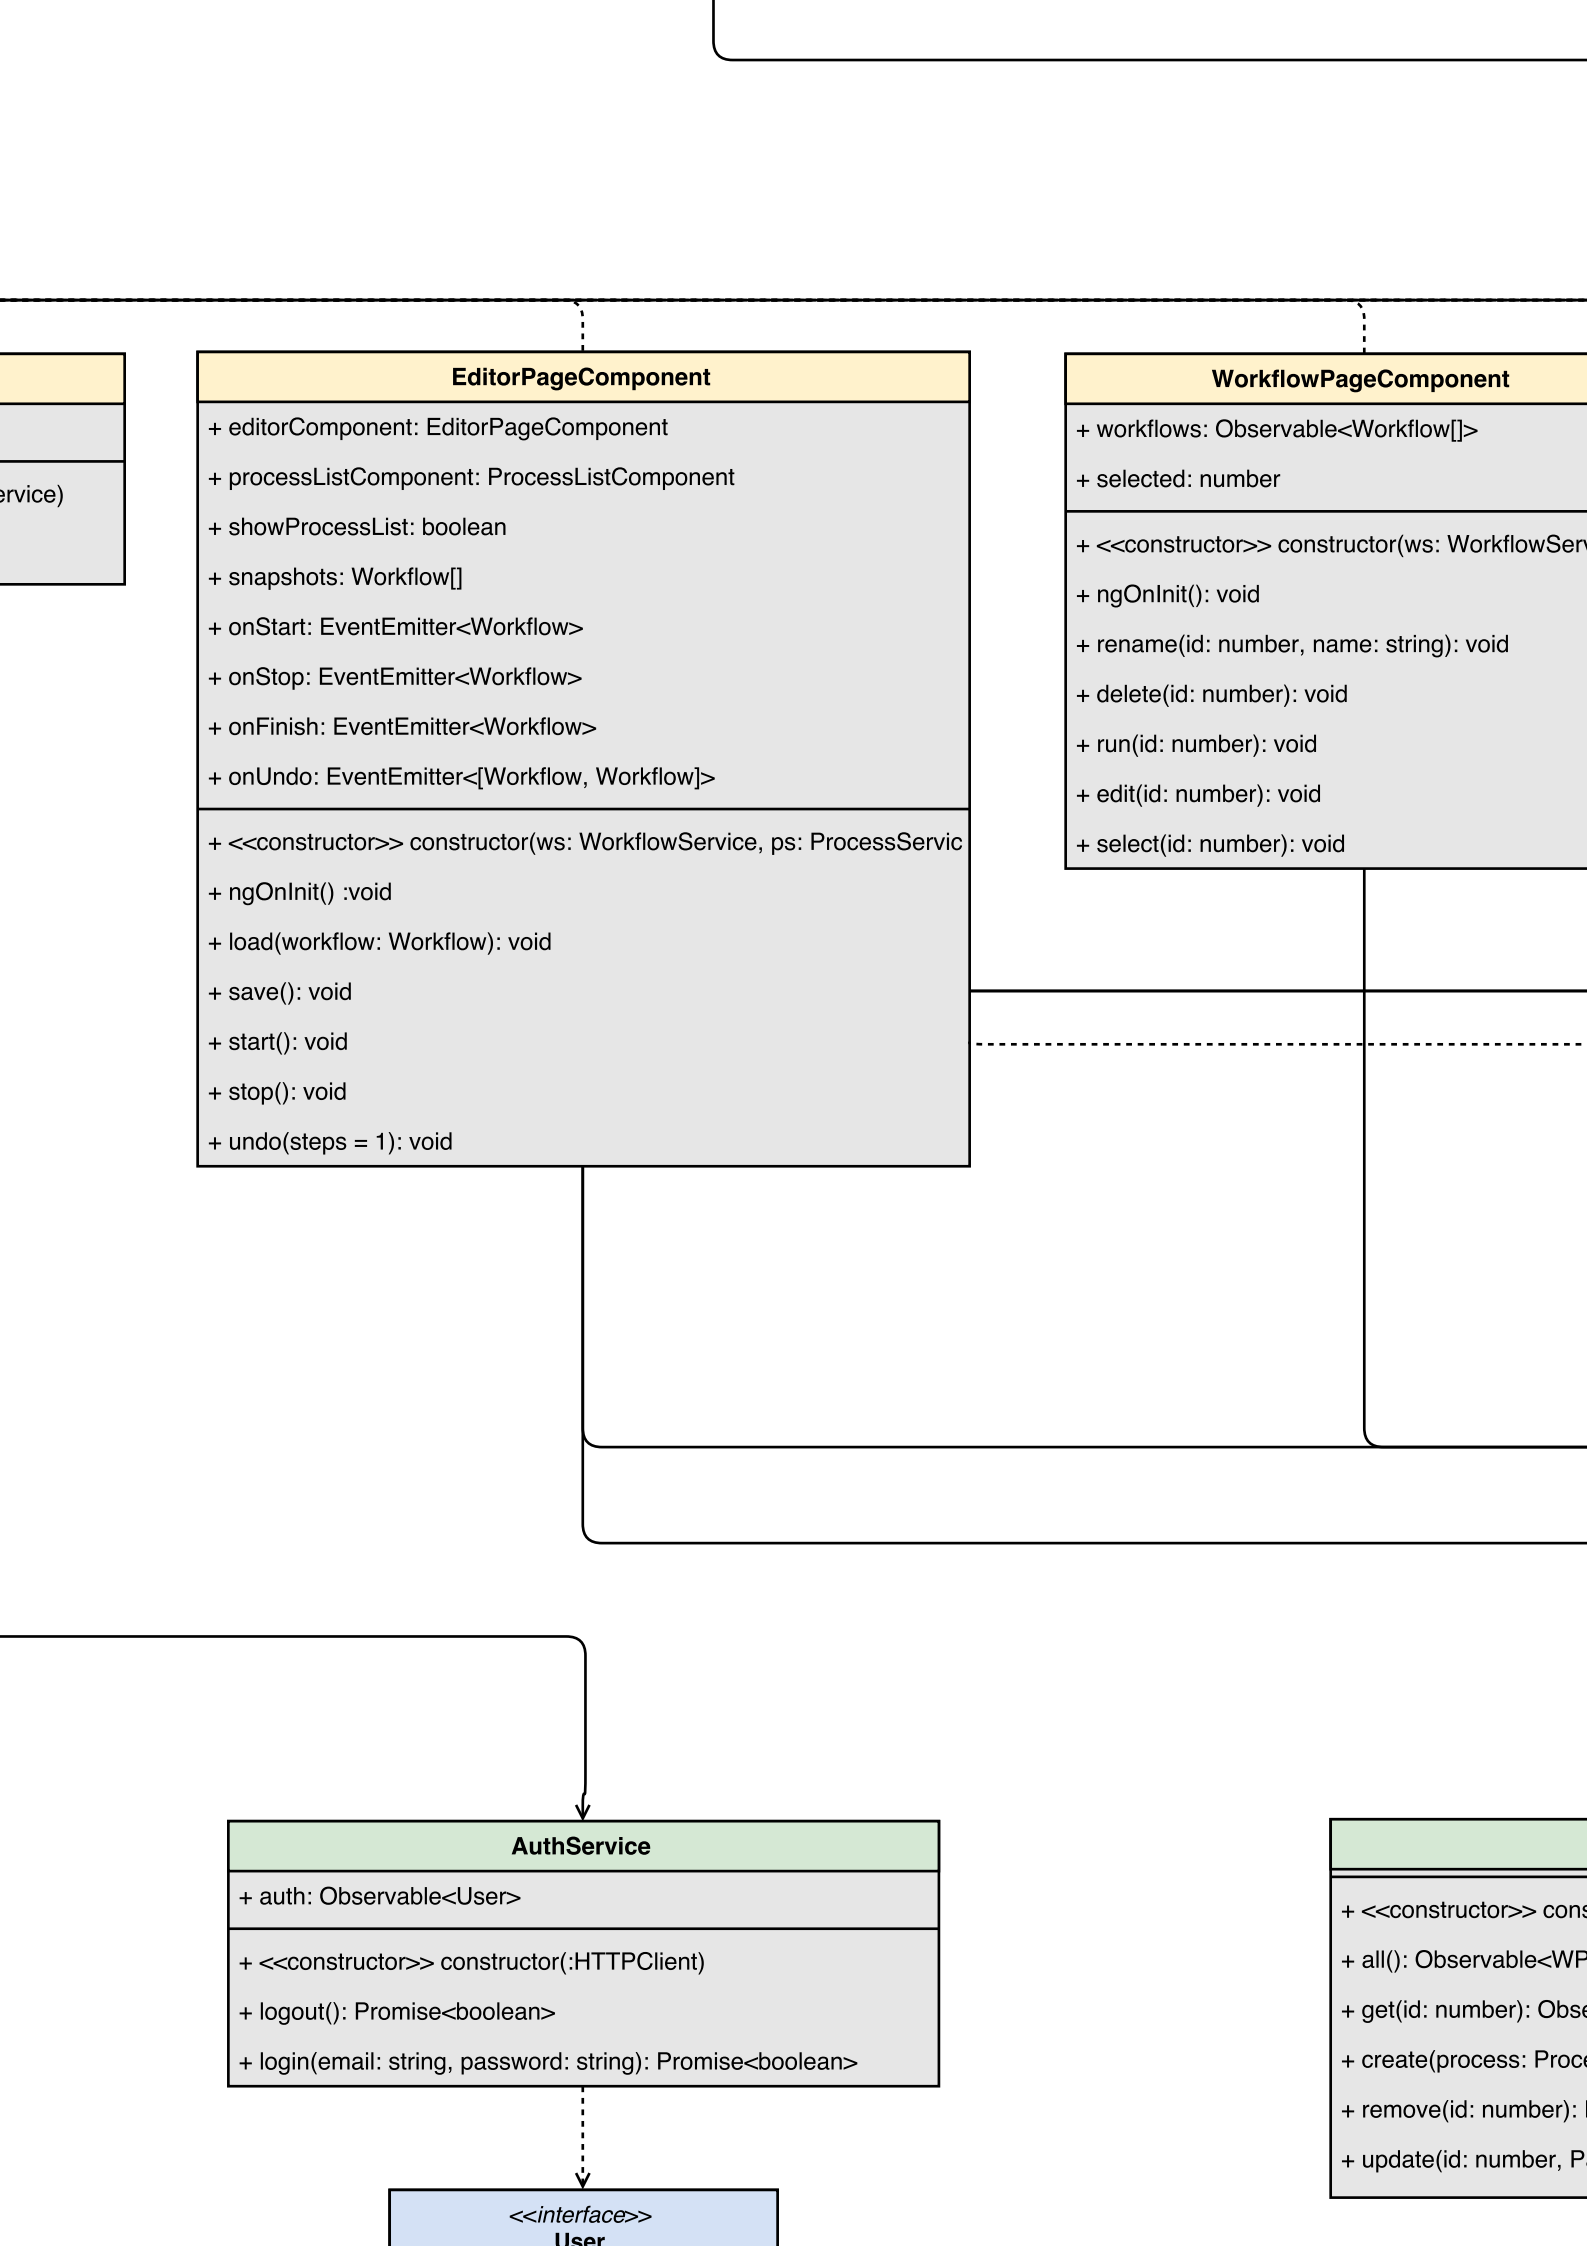 ervice)
EditorPageComponent
+ editorComponent: EditorPageComponent
+ processListComponent: ProcessListComponent
+ showProcessList: boolean
+ snapshots: Workflow[]
+ onStart: EventEmitter<Workflow>
+ onStop: EventEmitter<Workflow>
+ onFinish: EventEmitter<Workflow>
+ onUndo: EventEmitter<[Workflow, Workflow]>
+ <<constructor>> constructor(ws: WorkflowService, ps: ProcessServic
+ ngOnInit() :void
+ load(workflow: Workflow): void
+ save(): void
+ start(): void
+ stop(): void
+ undo(steps = 1): void
WorkflowPageComponent
+ workflows: Observable<Workflow[]>
+ selected: number
+ <<constructor>> constructor(ws: WorkflowServ
+ ngOnInit(): void
+ rename(id: number, name: string): void
+ delete(id: number): void
+ run(id: number): void
+ edit(id: number): void
+ select(id: number): void
AuthService
+ auth: Observable<User>
+ <<constructor>> constructor(:HTTPClient)
+ logout(): Promise<boolean>
+ login(email: string, password: string): Promise<boolean>
<<interface>>
User
+ <<constructor>> cons
+ all(): Observable<WP
+ get(id: number): Obse
+ create(process: Proce
+ remove(id: number):
+ update(id: number, Pa